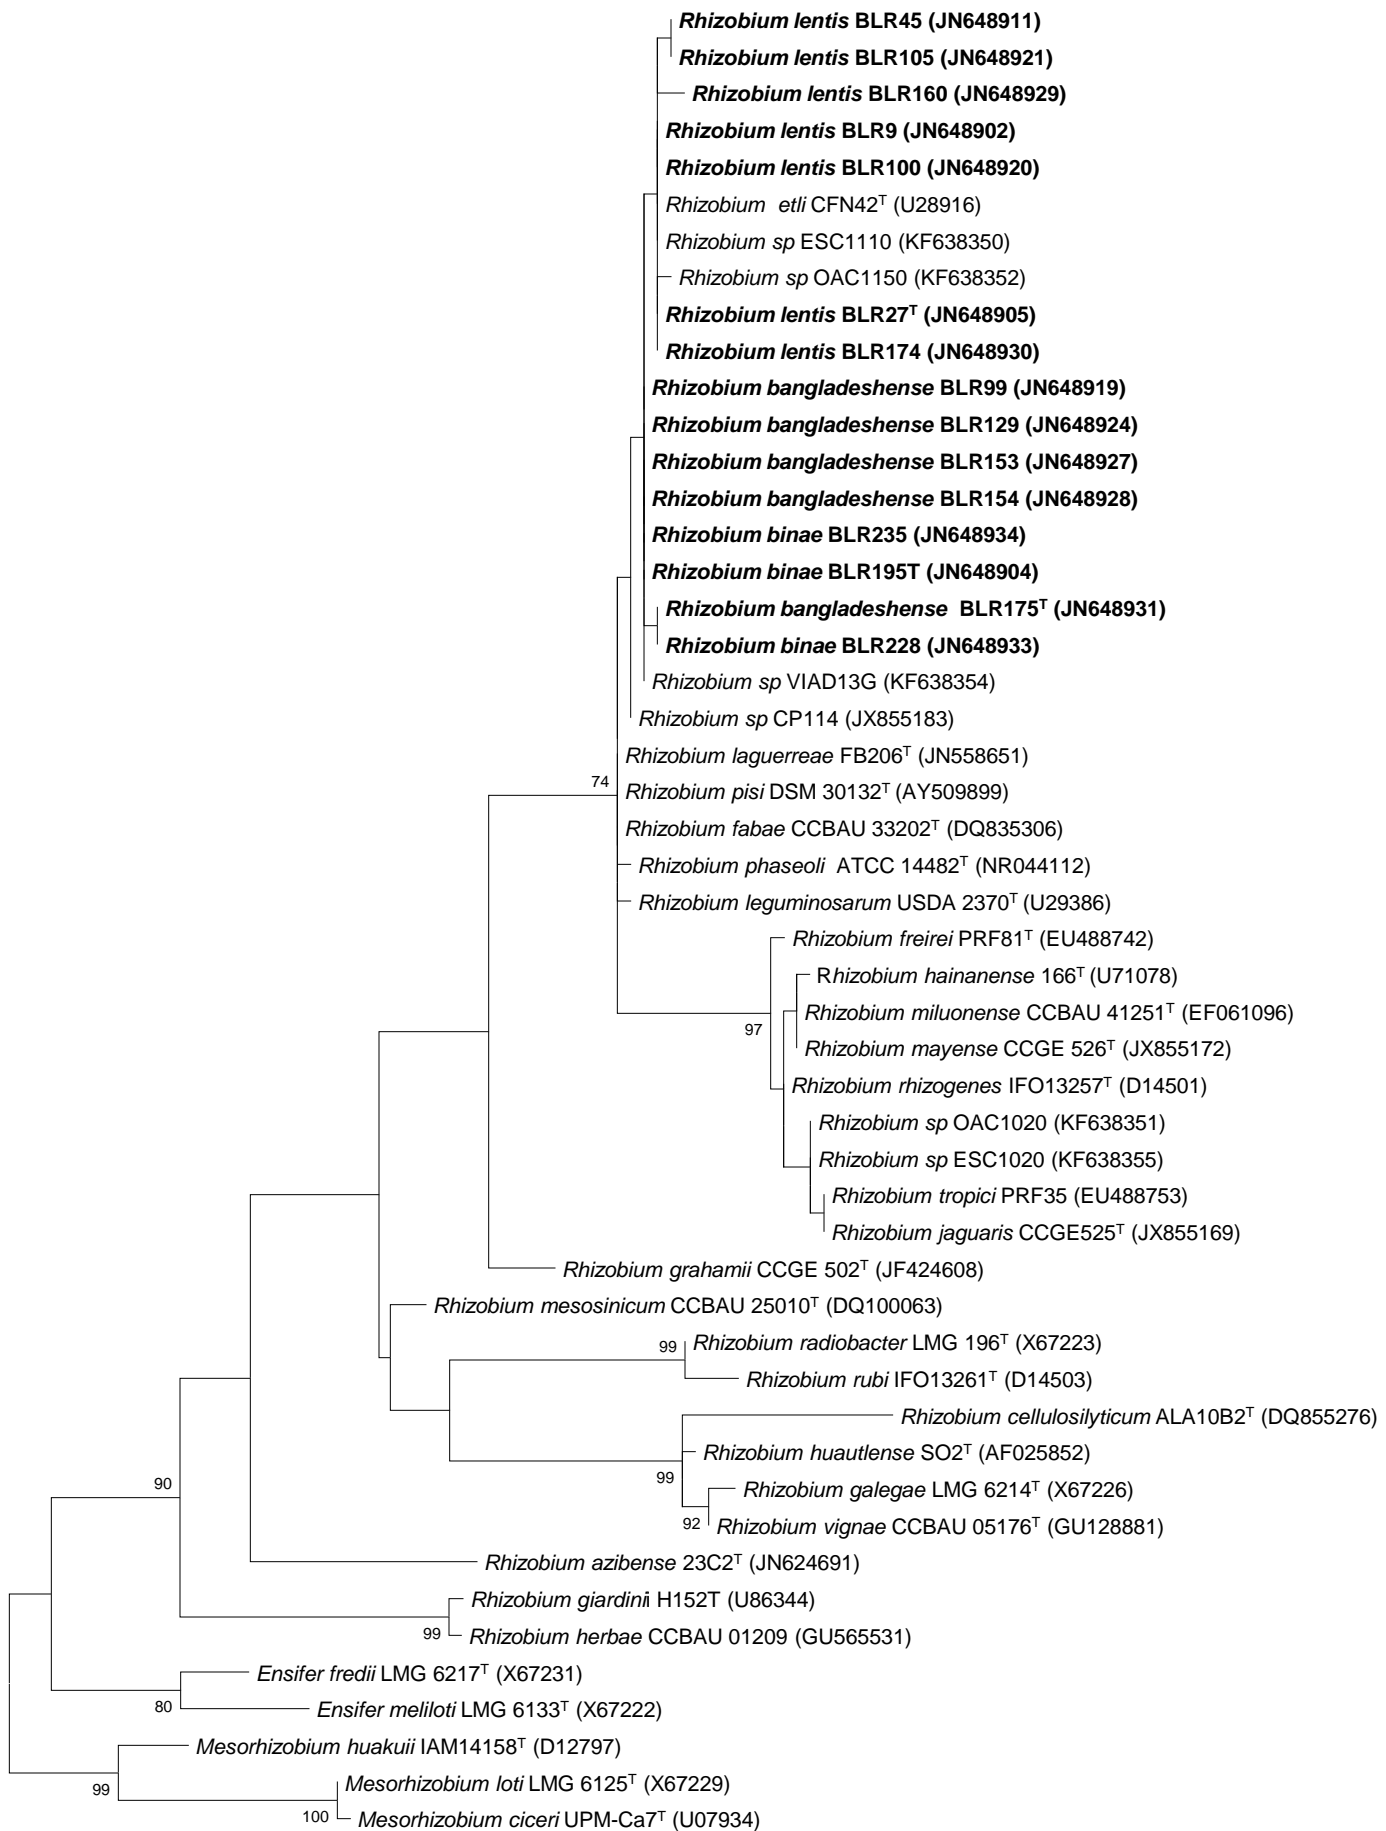 Rhizobium lentis BLR45 (JN648911)
Rhizobium lentis BLR105 (JN648921)
Rhizobium lentis BLR160 (JN648929)
Rhizobium lentis BLR9 (JN648902)
Rhizobium lentis BLR100 (JN648920)
Rhizobium etli CFN42ᵀ (U28916)
Rhizobium sp ESC1110 (KF638350)
Rhizobium sp OAC1150 (KF638352)
Rhizobium lentis BLR27ᵀ (JN648905)
Rhizobium lentis BLR174 (JN648930)
Rhizobium bangladeshense BLR99 (JN648919)
Rhizobium bangladeshense BLR129 (JN648924)
Rhizobium bangladeshense BLR153 (JN648927)
Rhizobium bangladeshense BLR154 (JN648928)
Rhizobium binae BLR235 (JN648934)
Rhizobium binae BLR195T (JN648904)
Rhizobium bangladeshense BLR175ᵀ (JN648931)
Rhizobium binae BLR228 (JN648933)
Rhizobium sp VIAD13G (KF638354)
Rhizobium sp CP114 (JX855183)
Rhizobium laguerreae FB206ᵀ (JN558651)
74
Rhizobium pisi DSM 30132ᵀ (AY509899)
Rhizobium fabae CCBAU 33202ᵀ (DQ835306)
Rhizobium phaseoli ATCC 14482ᵀ (NR044112)
Rhizobium leguminosarum USDA 2370ᵀ (U29386)
Rhizobium freirei PRF81ᵀ (EU488742)
Rhizobium hainanense 166ᵀ (U71078)
Rhizobium miluonense CCBAU 41251ᵀ (EF061096)
97
Rhizobium mayense CCGE 526ᵀ (JX855172)
Rhizobium rhizogenes IFO13257ᵀ (D14501)
Rhizobium sp OAC1020 (KF638351)
Rhizobium sp ESC1020 (KF638355)
Rhizobium tropici PRF35 (EU488753)
Rhizobium jaguaris CCGE525ᵀ (JX855169)
Rhizobium grahamii CCGE 502ᵀ (JF424608)
Rhizobium mesosinicum CCBAU 25010ᵀ (DQ100063)
99 Rhizobium radiobacter LMG 196ᵀ (X67223)
Rhizobium rubi IFO13261ᵀ (D14503)
Rhizobium cellulosilyticum ALA10B2ᵀ (DQ855276)
Rhizobium huautlense SO2ᵀ (AF025852)
99
90
Rhizobium galegae LMG 6214ᵀ (X67226)
92 Rhizobium vignae CCBAU 05176ᵀ (GU128881)
Rhizobium azibense 23C2ᵀ (JN624691)
Rhizobium giardinii H152T (U86344)
99 Rhizobium herbae CCBAU 01209 (GU565531)
Ensifer fredii LMG 6217ᵀ (X67231)
80 Ensifer meliloti LMG 6133ᵀ (X67222)
Mesorhizobium huakuii IAM14158ᵀ (D12797)
99 Mesorhizobium loti LMG 6125ᵀ (X67229)
100 Mesorhizobium ciceri UPM-Ca7ᵀ (U07934)